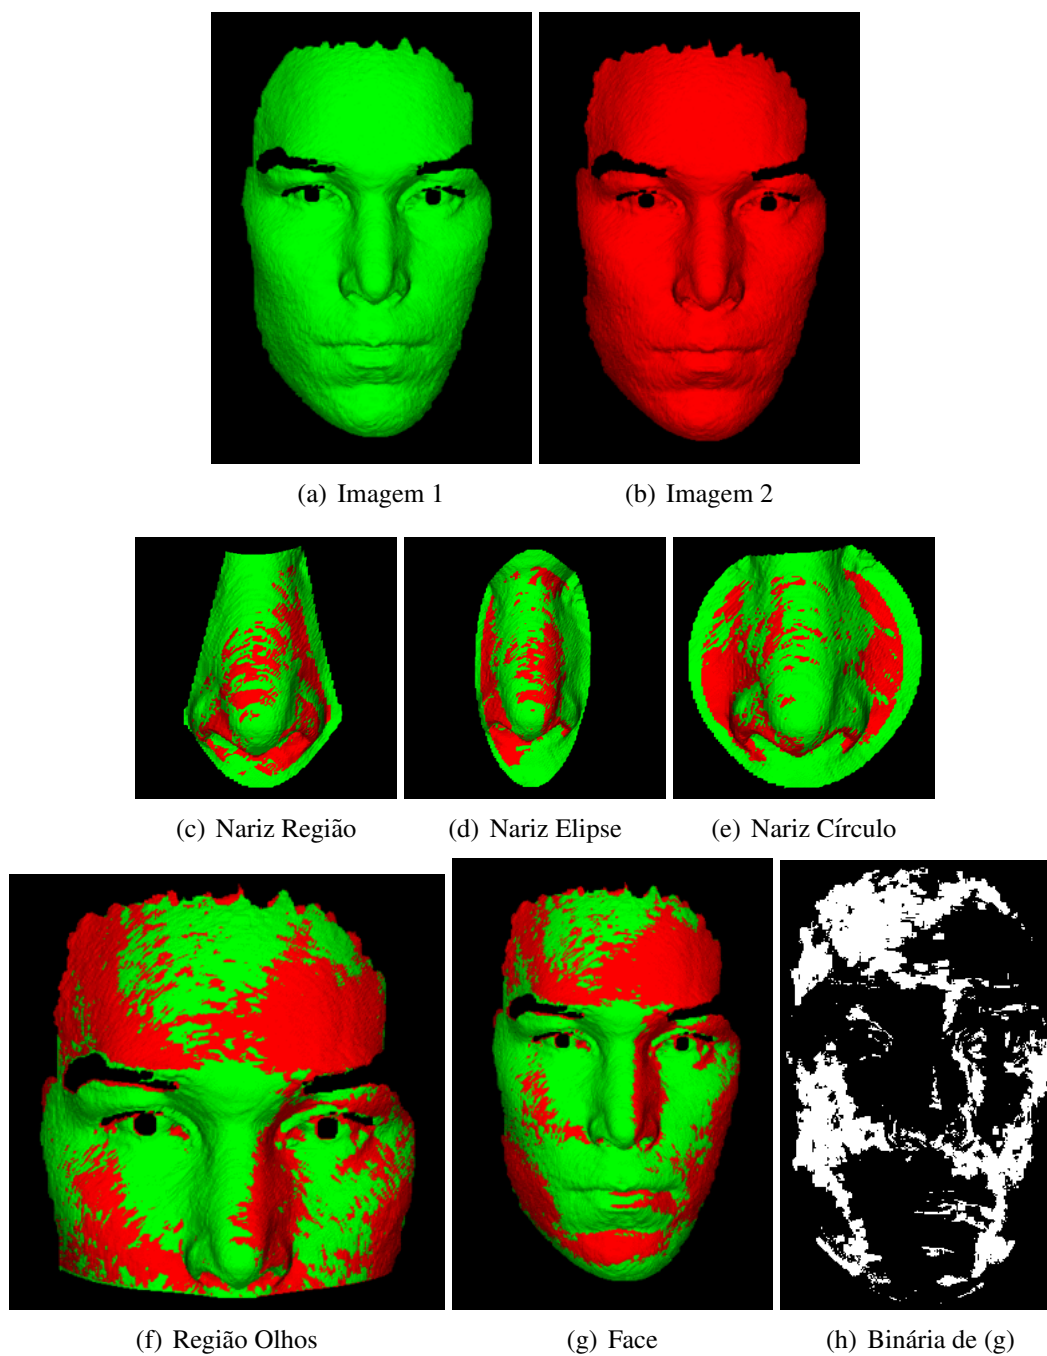 (a) Imagem 1
(b) Imagem 2
(c) Nariz Região
(d) Nariz Elipse
(e) Nariz Círculo
(f) Região Olhos
(g) Face
(h) Binária de (g)